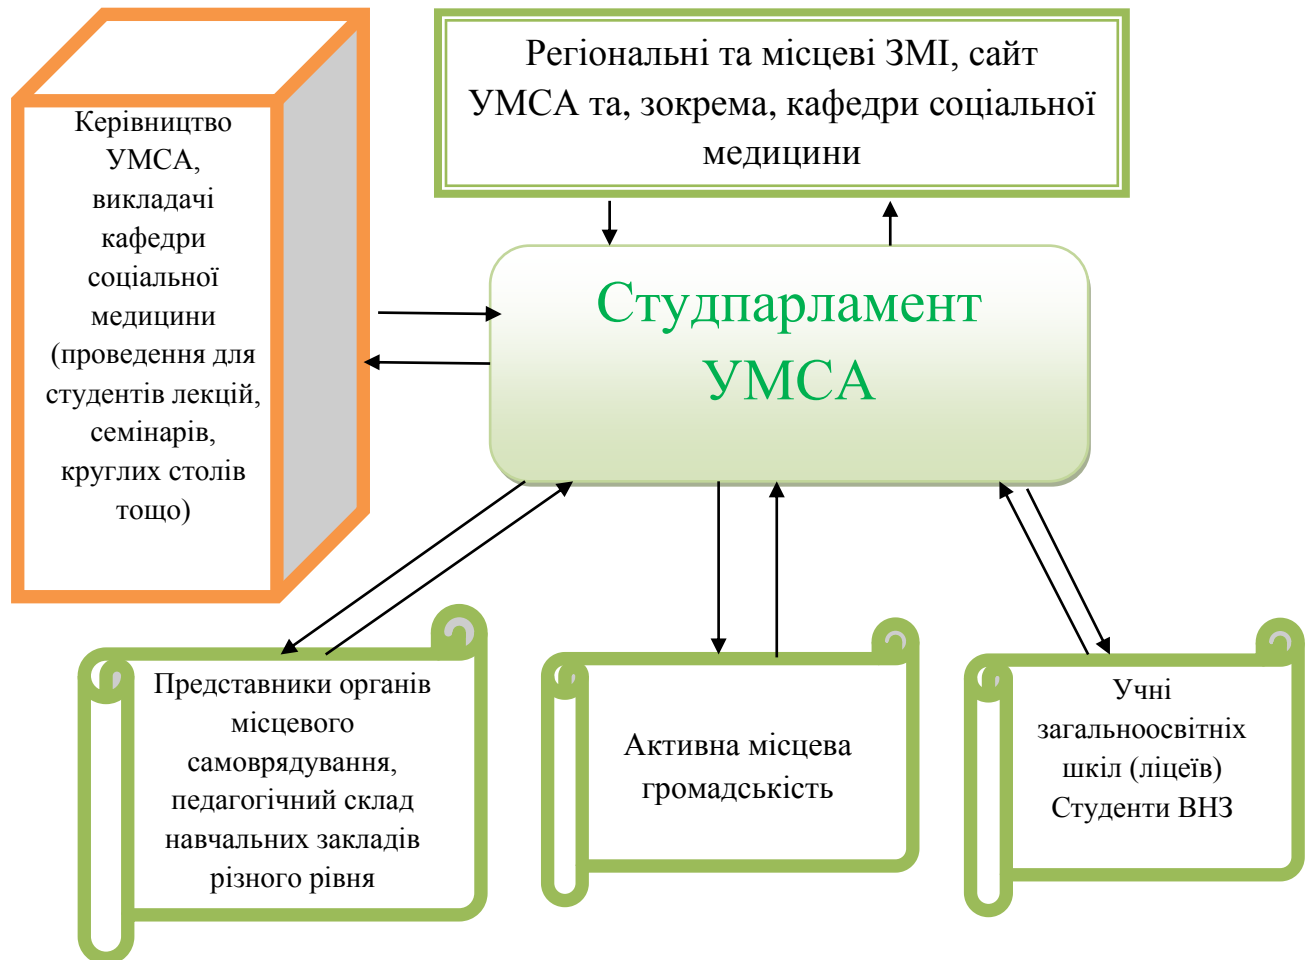 Регіональні та місцеві ЗМІ, сайт
УМСА та, зокрема, кафедри соціальної
медицини
Керівництво
УМСА,
викладачі
кафедри
соціальної
медицини
(проведення для
студентів лекцій,
семінарів,
круглих столів
тощо)
Студпарламент
УМСА
Представники органів
місцевого
самоврядування,
педагогічний склад
навчальних закладів
різного рівня
Активна місцева
громадськість
Учні
загальноосвітніх
шкіл (ліцеїв)
Студенти ВНЗ